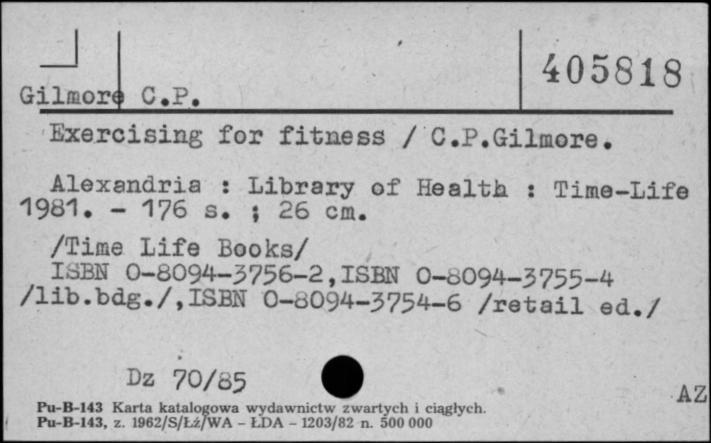 405818
Gilmore C.P.
Exercising for fitness / C.P.Gilmore.
Alexandria : Library of Health : Time-Life
1981. - 176 s. ; 26 cm.
/Time Life Books/
ISBN 0-8094-3756-2,ISBN 0-8094-3755-4
/lib.bdg./,ISBN 0-8094-3754-6 /retail ed./
Dz 70/85
AZ
Pu-B-143 Karta katalogowa wydawnictw zwartych i ciągłych.
Pu-B-143, z. 1962/S/Łź/WA - ŁDA - 1203/82 n. 500 000